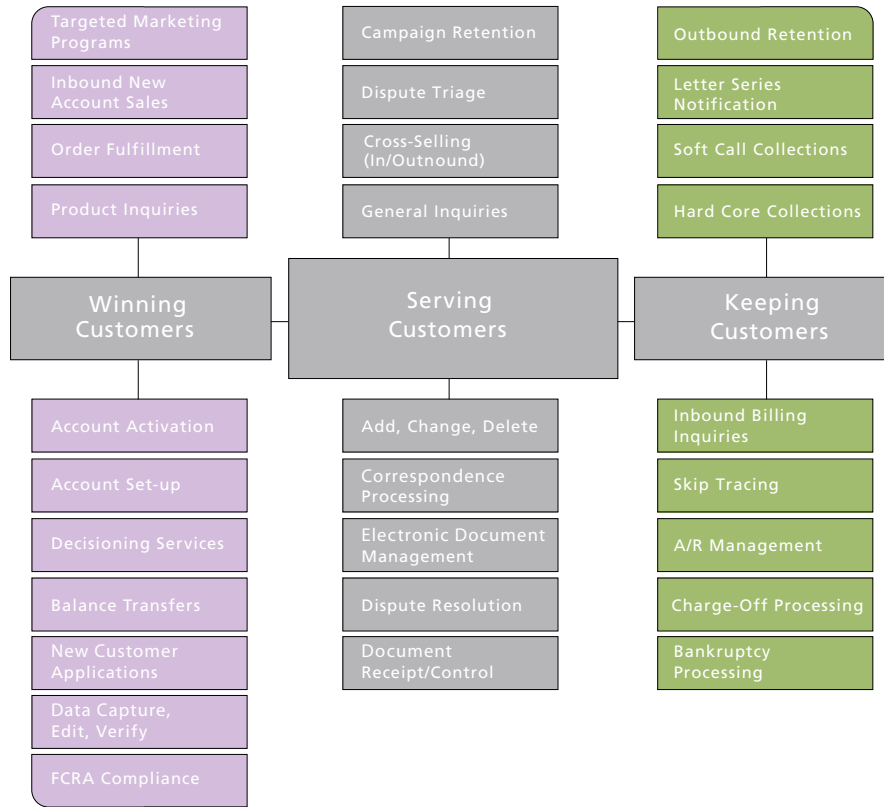 Targeted Marketing
Programs
Inbound New
Account Sales
Order Fulfillment
Product Inquiries
Winning
Customers
Account Activation
Account Set-up
Decisioning Services
Balance Transfers
New Customer
Applications
Data Capture,
Edit, Verify
FCRA Compliance
Campaign Retention
Dispute Triage
Cross-Selling
(In/Outnound)
General Inquiries
Serving
Customers
Add, Change, Delete
Correspondence
Processing
Electronic Document
Management
Dispute Resolution
Document
Receipt/Control
Outbound Retention
Letter Series
Notification
Soft Call Collections
Hard Core Collections
Keeping
Customers
Inbound Billing
Inquiries
Skip Tracing
A/R Management
Charge-Off Processing
Bankruptcy
Processing